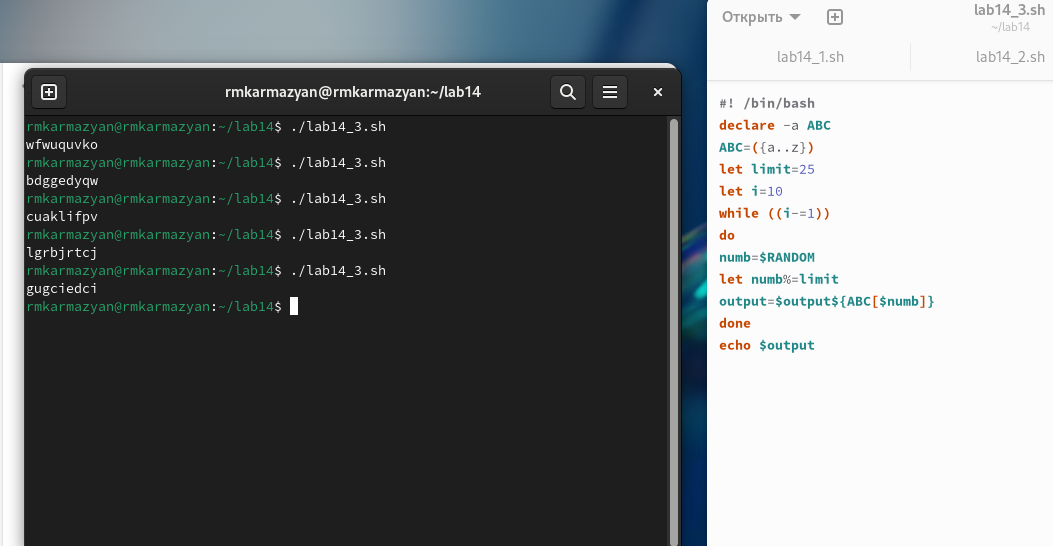 rmkarmazyan@rmkarmazyan:~/lab14
rmkarmazyan@rmkarmazyan:~/lab14$ ./lab14_3.sh
wfwuquvko
rmkarmazyan@rmkarmazyan:~/lab14$ ./lab14_3.sh
bdggedyqw
rmkarmazyan@rmkarmazyan:~/lab14$ ./lab14_3.sh
cuaklifpv
rmkarmazyan@rmkarmazyan:~/lab14$ ./lab14_3.sh
lgrbjrtcj
rmkarmazyan@rmkarmazyan:~/lab14$ ./lab14_3.sh
gugciedci
rmkarmazyan@rmkarmazyan:~/lab14$
Открыть
lab14_3.sh
~/lab14
lab14_1.sh
lab14_2.sh
#! /bin/bash
declare -a ABC
ABC=({a..z})
let limit=25
let i=10
while ((i-=1))
do
numb=$RANDOM
let numb%=limit
output=$output${ABC[$numb]}
done
echo $output